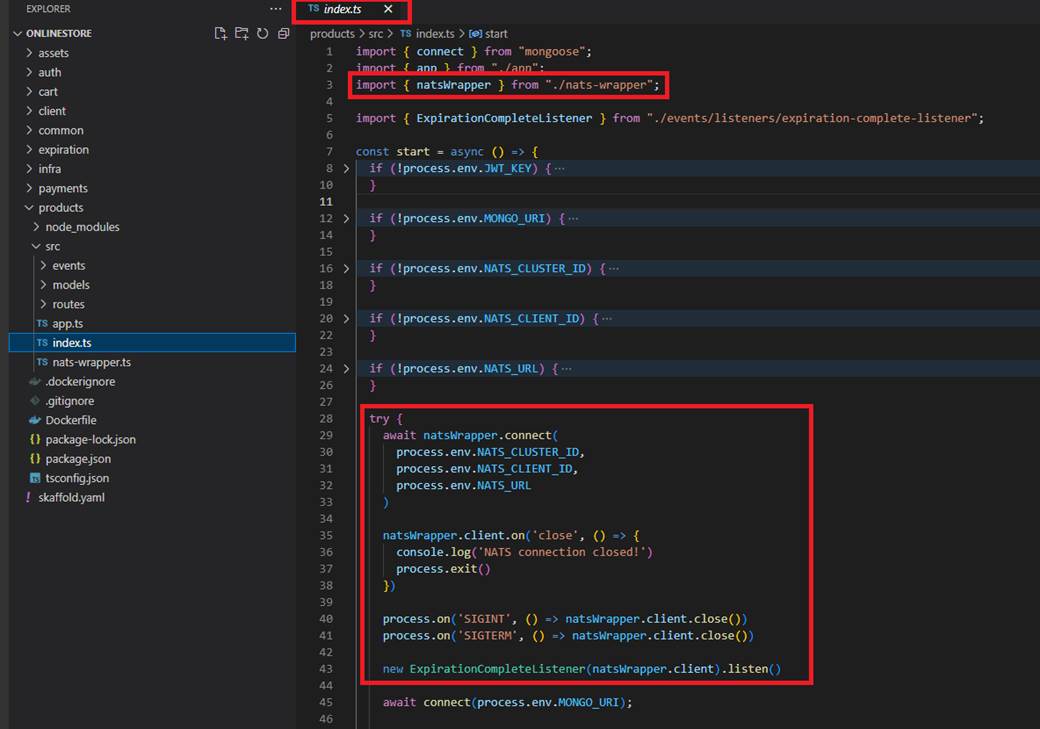 EXPLORER ...
ONLINESTORE
assets
auth
cart
client
common
expiration
infra
payments
products
node_modules
src
events
models
routes
TS app.ts
TS index.ts
TS nats-wrapper.ts
.dockerignore
.gitignore
Dockerfile
{} package-lock.json
{} package.json
tsconfig.json
! skaffold.yaml
TS index.ts ×
products > src > TS index.ts > start
1 import { connect } from "mongoose";
2 import { app } from "./app";
3 import { natsWrapper } from "./nats-wrapper";
4
5 import { ExpirationCompleteListener } from "./events/listeners/expiration-complete-listener";
6
7 const start = async () => {
8 if (!process.env.JWT_KEY) { ...
10 }
11
12 if (!process.env.MONGO_URI) { ...
14 }
15
16 if (!process.env.NATS_CLUSTER_ID) { ...
18 }
19
20 if (!process.env.NATS_CLIENT_ID) { ...
22 }
23
24 if (!process.env.NATS_URL) { ...
26 }
27
28 try {
29 await natsWrapper.connect(
30 process.env.NATS_CLUSTER_ID,
31 process.env.NATS_CLIENT_ID,
32 process.env.NATS_URL
33 )
34
35 natsWrapper.client.on('close', () => {
36 console.log('NATS connection closed!')
37 process.exit()
38 })
39
40 process.on('SIGINT', () => natsWrapper.client.close())
41 process.on('SIGTERM', () => natsWrapper.client.close())
42
43 new ExpirationCompleteListener(natsWrapper.client).listen()
44
45 await connect(process.env.MONGO_URI);
46